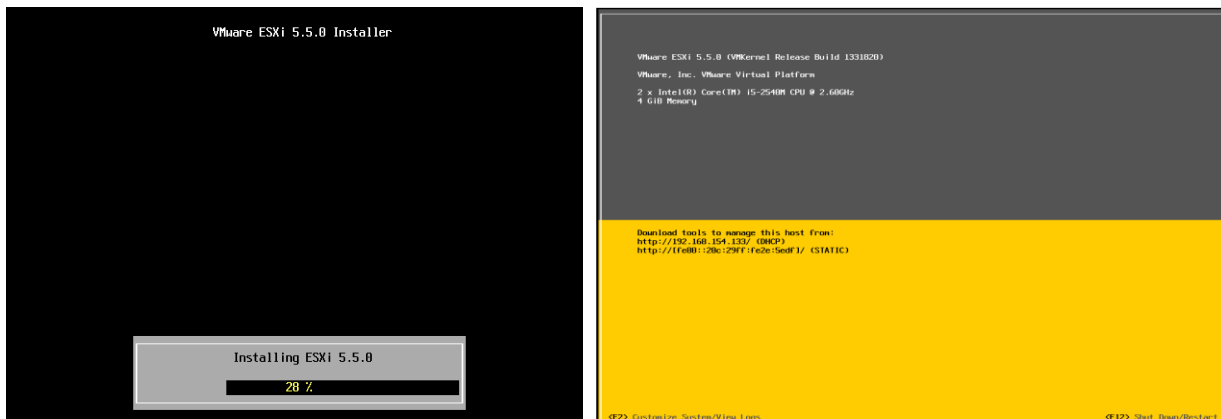 VMware ESXi 5.5.0 Installer
Installing ESXi 5.5.0
28 %
VMware ESXi 5.5.0 (VMKernel Release Build 1331820)
VMware, Inc. VMware Virtual Platform
2 x Intel(R) Core(TM) i5-2540M CPU @ 2.60GHz
4 GiB Memory
Download tools to manage this host from:
http://192.168.154.133/ (DHCP)
http://[fe80::20c:29ff:fe2e:5edf]/ (STATIC)
<F2> Customize System/View Logs
<F12> Shut Down/Restart